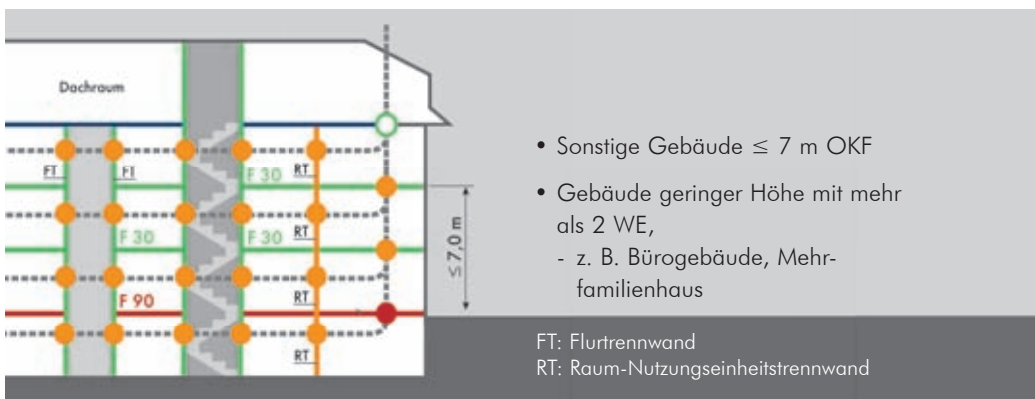 Dachraum
FT
FT
F 30
RT
F 30
F 30
RT
≤ 7,0 m
F 90
RT
RT
• Sonstige Gebäude ≤ 7 m OKF
• Gebäude geringer Höhe mit mehr
als 2 WE,
- z. B. Bürogebäude, Mehr-
familienhaus
FT: Flurtrennwand
RT: Raum-Nutzungseinheitstrennwand